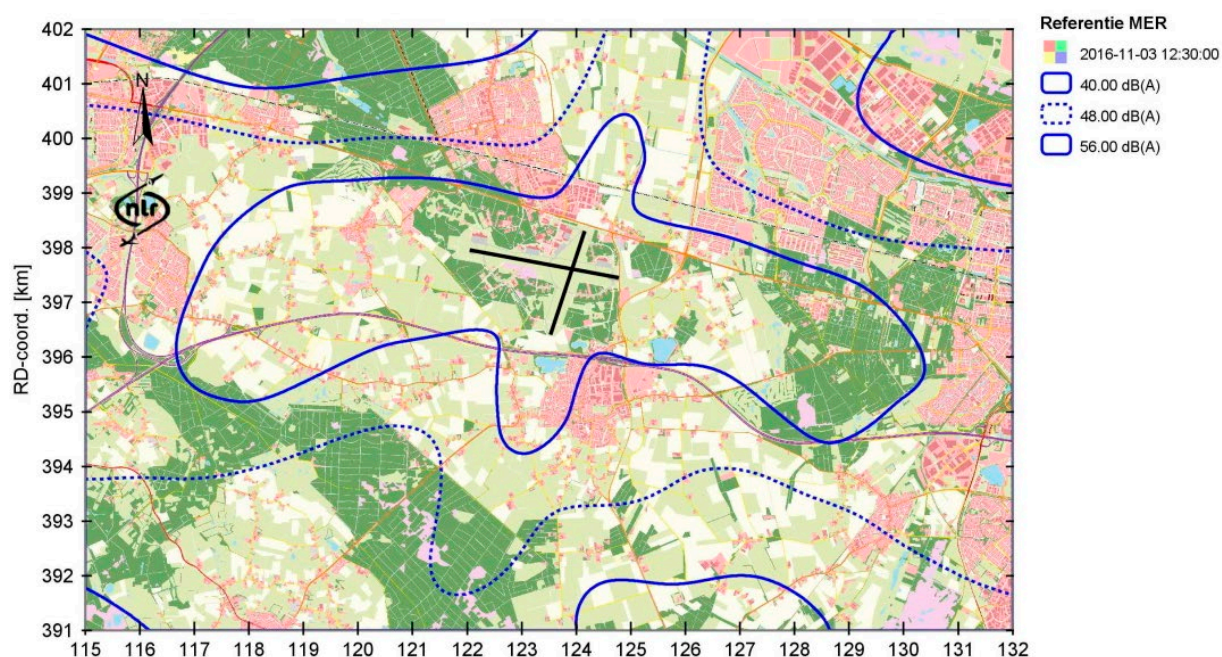 Referentie MER
2016-11-03 12:30:00
40.00 dB(A)
48.00 dB(A)
56.00 dB(A)
402
401
400
399
398
397
396
395
394
393
392
391
RD-coord. [km]
N
nlr
115 116 117 118 119 120 121 122 123 124 125 126 127 128 129 130 131 132